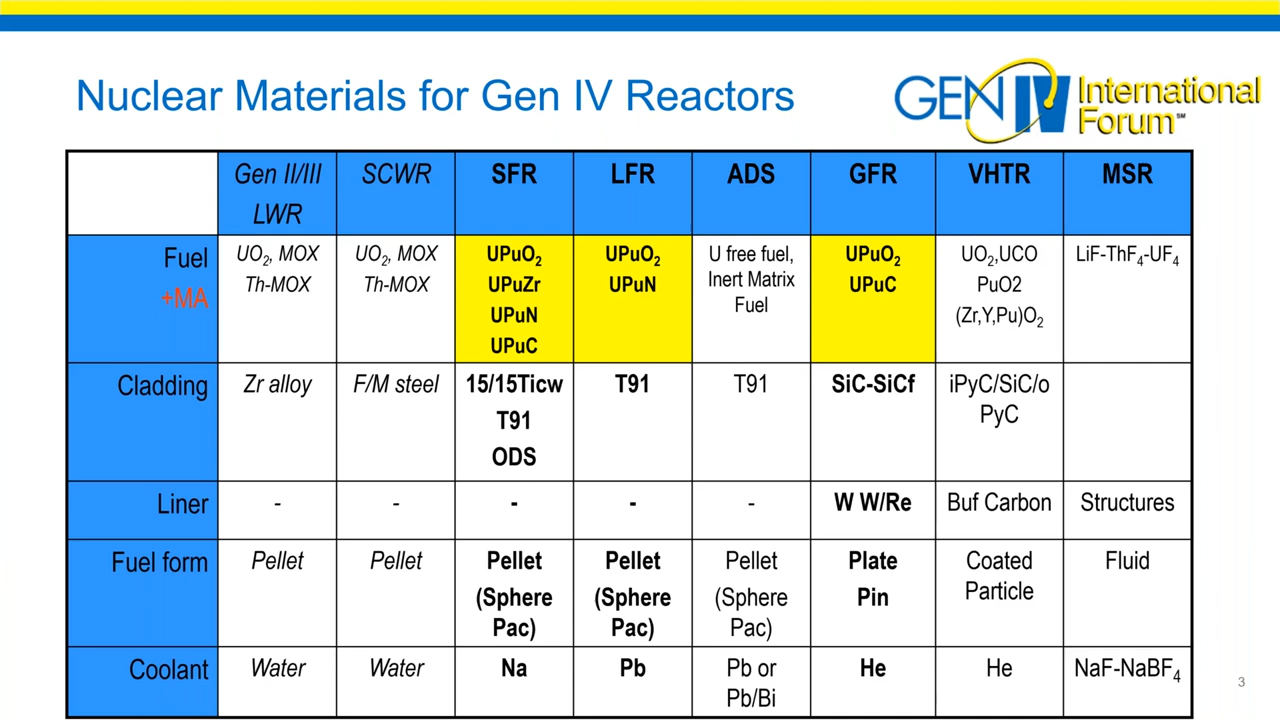 Nuclear Materials for Gen IV Reactors
GEN IV International
Forum℠
Gen II/III
LWR
SCWR
SFR
LFR
ADS
GFR
VHTR
MSR
Fuel
+MA
UO₂, MOX
Th-MOX
UO₂, MOX
Th-MOX
UPuO₂
UPuZr
UPuN
UPuC
UPuO₂
UPuN
U free fuel,
Inert Matrix
Fuel
UPuO₂
UPuC
UO₂,UCO
PuO2
(Zr,Y,Pu)O₂
LiF-ThF₄-UF₄
Cladding
Zr alloy
F/M steel
15/15Ticw
T91
ODS
T91
T91
SiC-SiCf
iPyC/SiC/o
PyC
Liner
-
-
-
-
-
W W/Re
Buf Carbon
Structures
Fuel form
Pellet
Pellet
Pellet
(Sphere
Pac)
Pellet
(Sphere
Pac)
Pellet
(Sphere
Pac)
Plate
Pin
Coated
Particle
Fluid
Coolant
Water
Water
Na
Pb
Pb or
Pb/Bi
He
He
NaF-NaBF₄
3